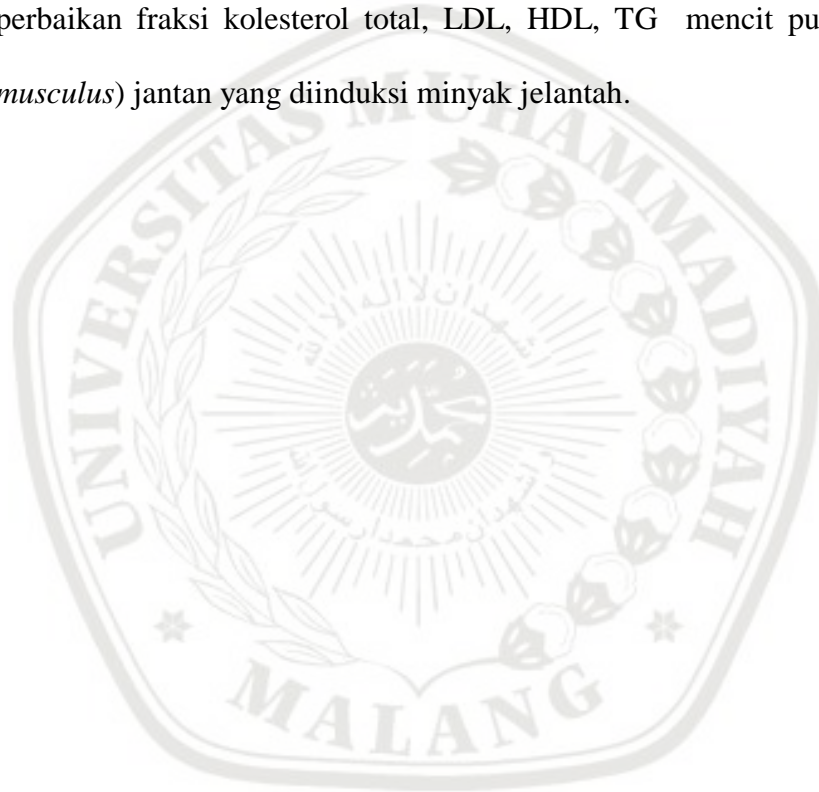 perbaikan fraksi kolesterol total, LDL, HDL, TG mencit pu
musculus) jantan yang diinduksi minyak jelantah.
UNIVERSITAS MUHAMMADIYAH
MALANG